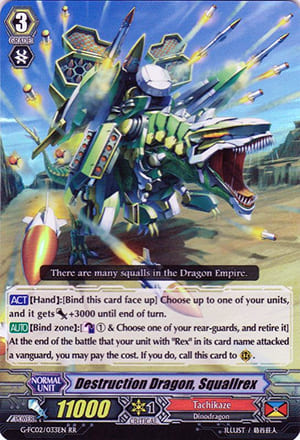 3
GRADE
There are many squalls in the Dragon Empire.
ACT [Hand]:[Bind this card face up] Choose up to one of your units,
and it gets +3000 until end of turn.
AUTO [Bind zone]:[① & Choose one of your rear-guards, and retire it]
At the end of the battle that your unit with "Rex" in its card name attacked
a vanguard, you may pay the cost. If you do, call this card to .
NORMAL
UNIT
Destruction Dragon, Squallrex
POWER
11000
1
CRITICAL
Tachikaze
Dinodragon
G-FC02/033EN RR
ILLUST /